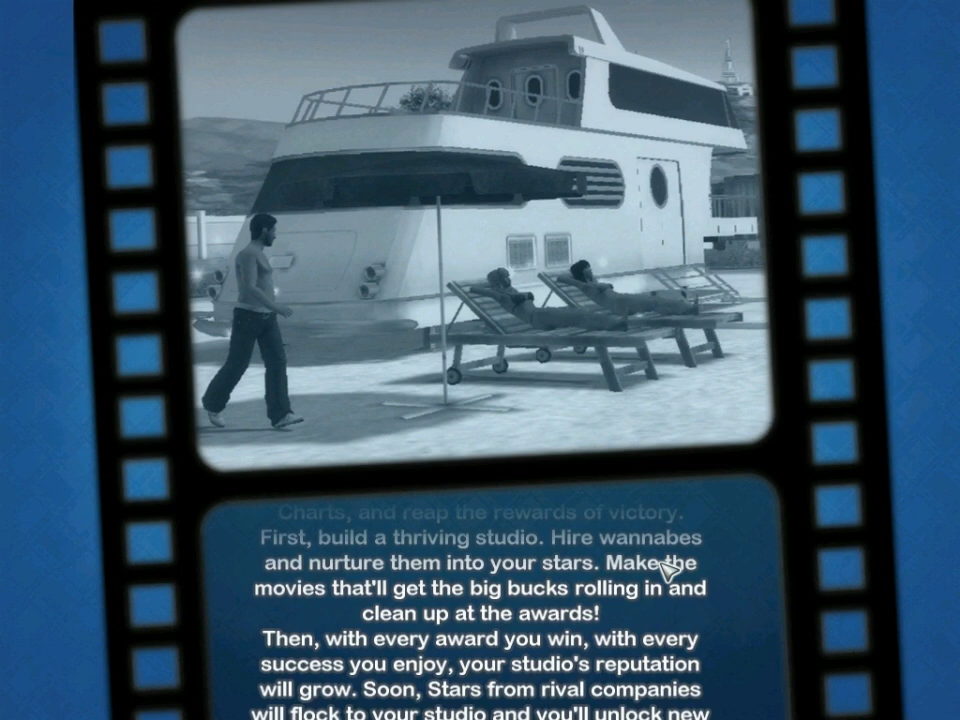 Charts, and reap the rewards of victory.
First, build a thriving studio. Hire wannabes
and nurture them into your stars. Make the
movies that'll get the big bucks rolling in and
clean up at the awards!
Then, with every award you win, with every
success you enjoy, your studio's reputation
will grow. Soon, Stars from rival companies
will flock to your studio and you'll unlock new